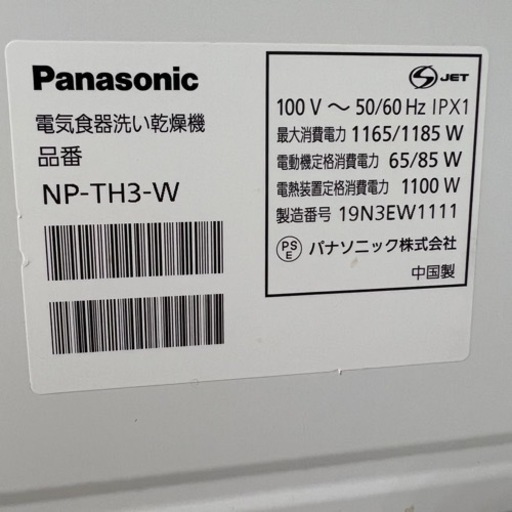 Panasonic
電気食器洗い乾燥機
品番
NP-TH3-W
S JET
100 V ～ 50/60 Hz IPX1
最大消費電力 1165/1185 W
電動機定格消費電力 65/85 W
電熱装置定格消費電力 1100 W
製造番号 19N3EW1111
PSE パナソニック株式会社
中国製